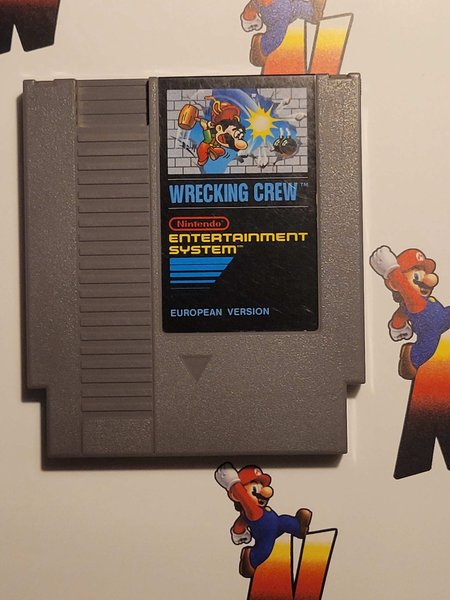 WRECKING CREW™
Nintendo
ENTERTAINMENT
SYSTEM™
EUROPEAN VERSION